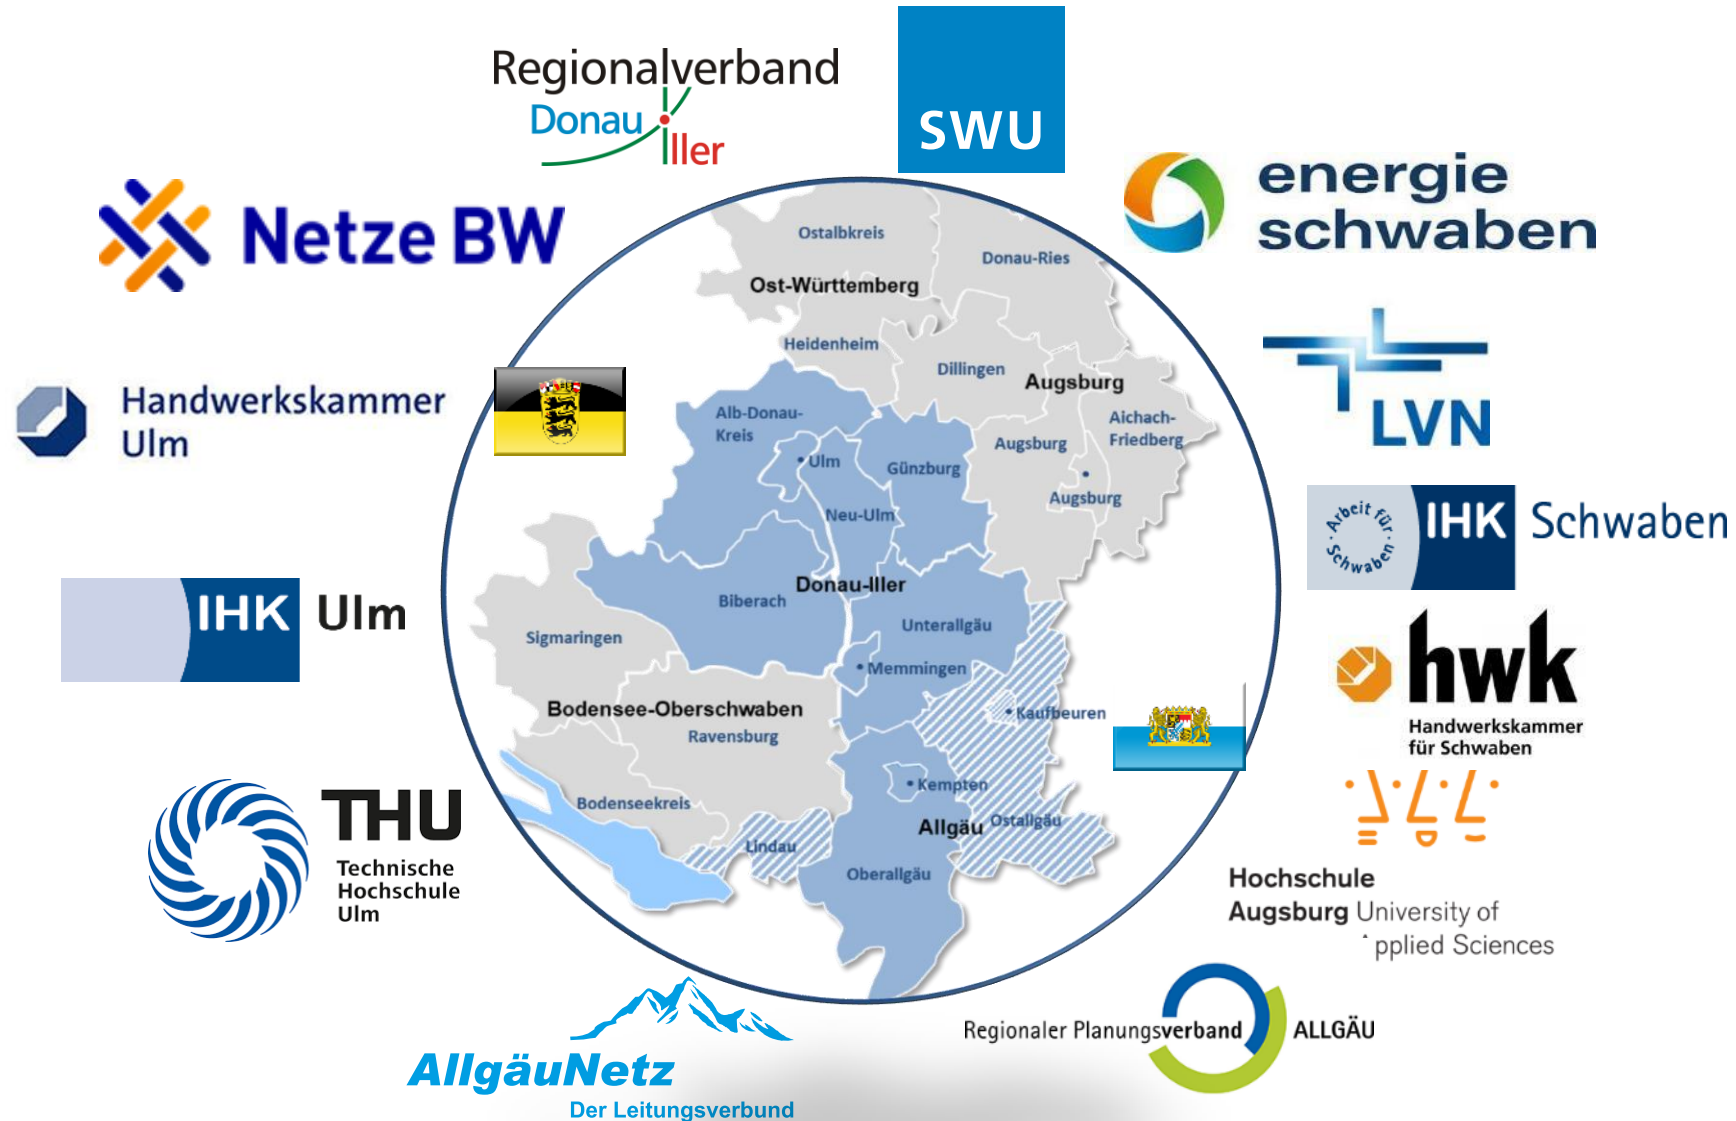 Regionalverband
Donau
Iller
SWU
energie
schwaben
Netze BW
LVN
Handwerkskammer
Ulm
Arbeit für
Schwaben
IHK Schwaben
IHK Ulm
hwk
Handwerkskammer
für Schwaben
THU
Technische
Hochschule
Ulm
Hochschule
Augsburg University of
Applied Sciences
Regionaler Planungsverband ALLGÄU
AllgäuNetz
Der Leitungsverbund
Ostalbkreis
Donau-Ries
Ost-Württemberg
Heidenheim
Dillingen
Augsburg
Alb-Donau-
Kreis
Aichach-
Friedberg
Augsburg
Ulm
Günzburg
Augsburg
Neu-Ulm
Donau-Iller
Biberach
Unterallgäu
Sigmaringen
Memmingen
Bodensee-Oberschwaben
Kaufbeuren
Ravensburg
Kempten
Bodenseekreis
Allgäu
Ostallgäu
Lindau
Oberallgäu